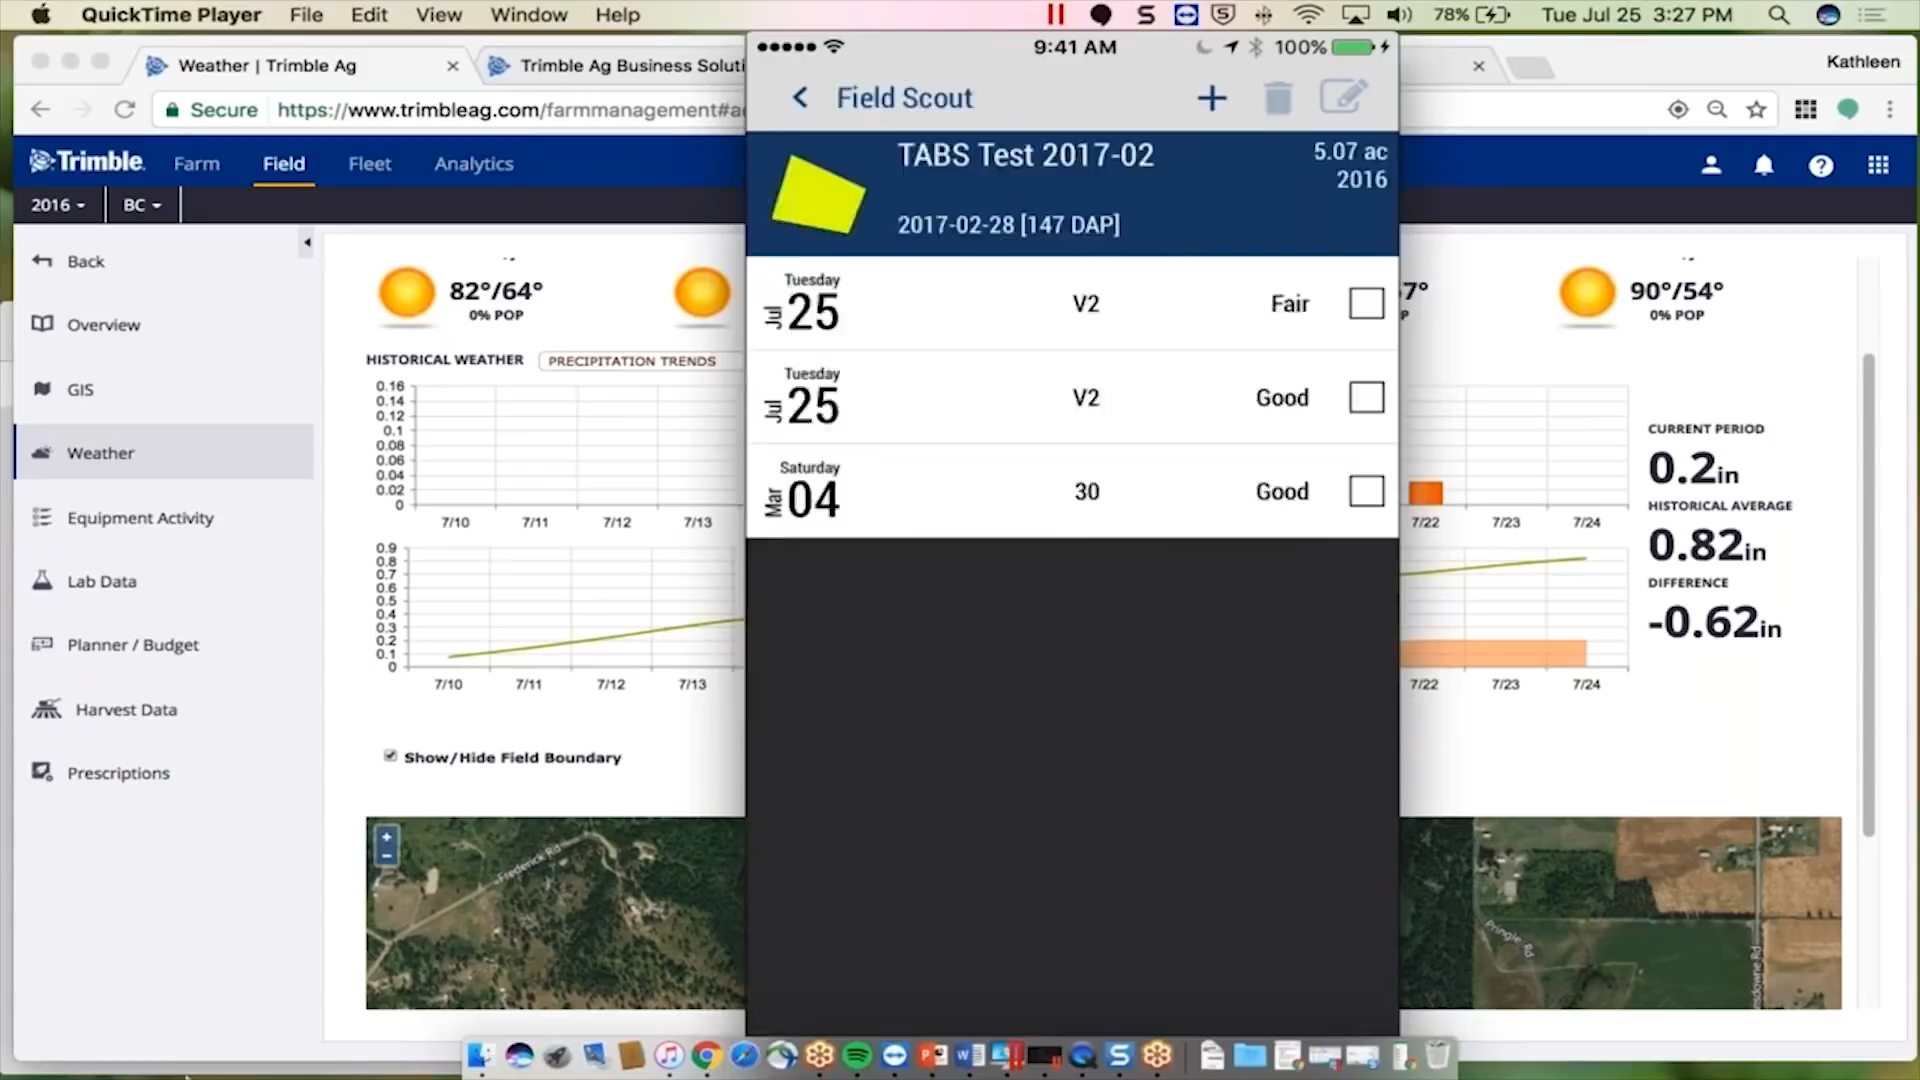 QuickTime Player File Edit View Window Help 78% Tue Jul 25 3:27 PM
Weather | Trimble Ag
Trimble Ag Business Soluti
Kathleen
Secure https://www.trimbleag.com/farmmanagement#a
Trimble. Farm Field Fleet Analytics
2016 BC
Back
Overview
GIS
Weather
Equipment Activity
Lab Data
Planner / Budget
Harvest Data
Prescriptions
82°/64°
0% POP
7°
P
90°/54°
0% POP
HISTORICAL WEATHER PRECIPITATION TRENDS
0.16
0.14
0.12
0.1
0.08
0.06
0.04
0.02
0
7/10 7/11 7/12 7/13
7/22 7/23 7/24
0.9
0.8
0.7
0.6
0.5
0.4
0.3
0.2
0.1
0
7/10 7/11 7/12 7/13
7/22 7/23 7/24
CURRENT PERIOD
0.2in
HISTORICAL AVERAGE
0.82in
DIFFERENCE
-0.62in
Show/Hide Field Boundary
+
−
Frederick Rd
Pringle Rd
nsdowne Rd
9:41 AM 100%
Field Scout
TABS Test 2017-02
5.07 ac
2016
2017-02-28 [147 DAP]
Tuesday
Jul 25 V2 Fair
Tuesday
Jul 25 V2 Good
Saturday
Mar 04 30 Good